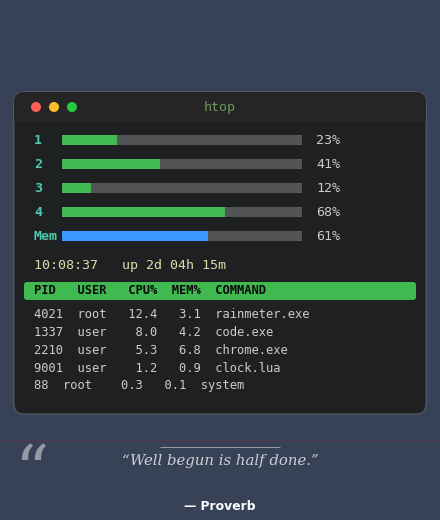 htop
1 23%
2 41%
3 12%
4 68%
Mem 61%
10:08:37 up 2d 04h 15m
PID USER CPU% MEM% COMMAND
4021 root 12.4 3.1 rainmeter.exe
1337 user 8.0 4.2 code.exe
2210 user 5.3 6.8 chrome.exe
9001 user 1.2 0.9 clock.lua
88 root 0.3 0.1 system
“
“Well begun is half done.”
— Proverb